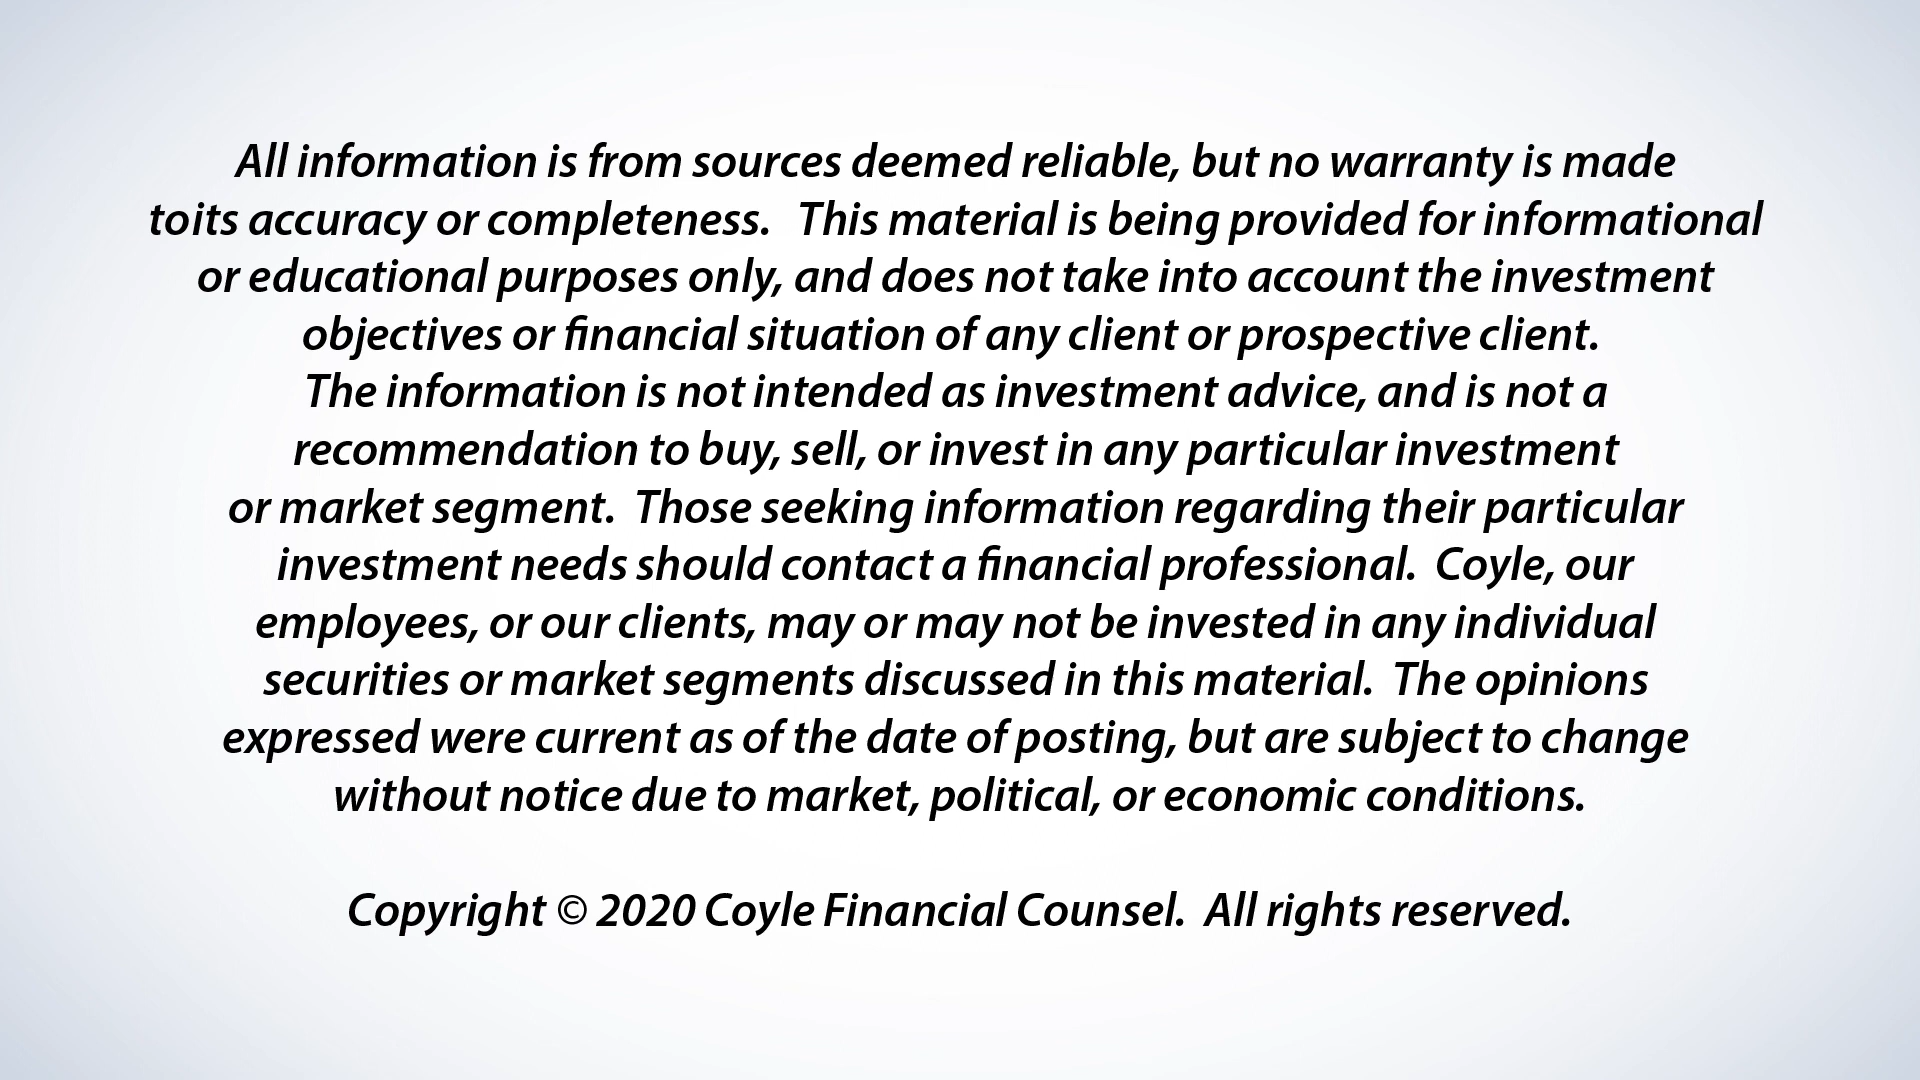 All information is from sources deemed reliable, but no warranty is made
toits accuracy or completeness.   This material is being provided for informational
or educational purposes only, and does not take into account the investment
objectives or financial situation of any client or prospective client.
The information is not intended as investment advice, and is not a
recommendation to buy, sell, or invest in any particular investment
or market segment.  Those seeking information regarding their particular
investment needs should contact a financial professional.  Coyle, our
employees, or our clients, may or may not be invested in any individual
securities or market segments discussed in this material.  The opinions
expressed were current as of the date of posting, but are subject to change
without notice due to market, political, or economic conditions.
Copyright © 2020 Coyle Financial Counsel.  All rights reserved.